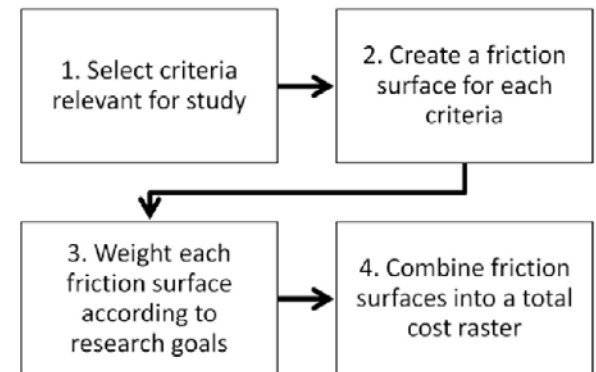 1. Select criteria
relevant for study
2. Create a friction
surface for each
criteria
3. Weight each
friction surface
according to
research goals
4. Combine friction
surfaces into a total
cost raster